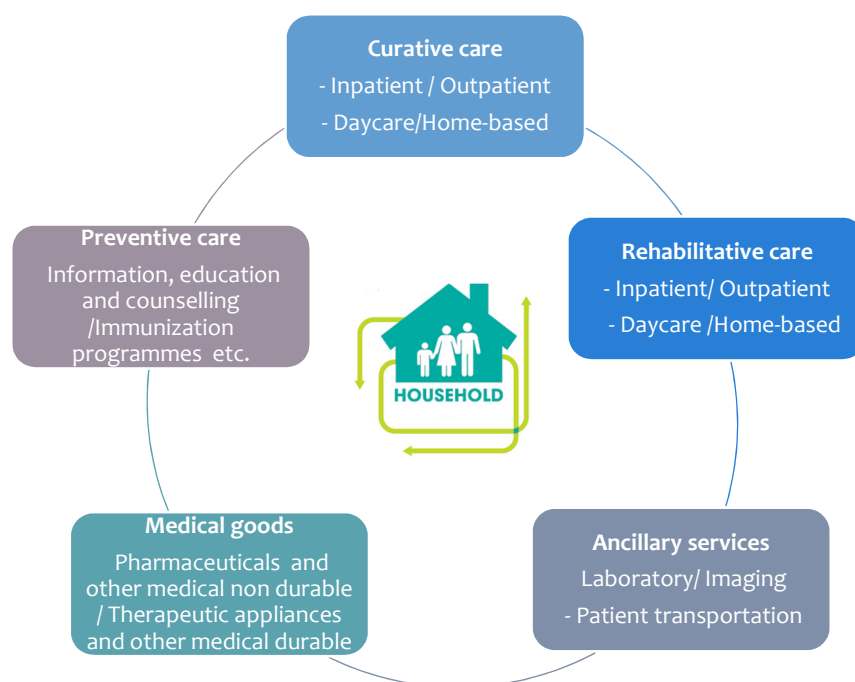 Curative care
- Inpatient / Outpatient
- Daycare/Home-based
Preventive care
Information, education
and counselling
/Immunization
programmes etc.
Rehabilitative care
- Inpatient/ Outpatient
- Daycare /Home-based
HOUSEHOLD
Medical goods
Pharmaceuticals and
other medical non durable
/ Therapeutic appliances
and other medical durable
Ancillary services
Laboratory/ Imaging
- Patient transportation